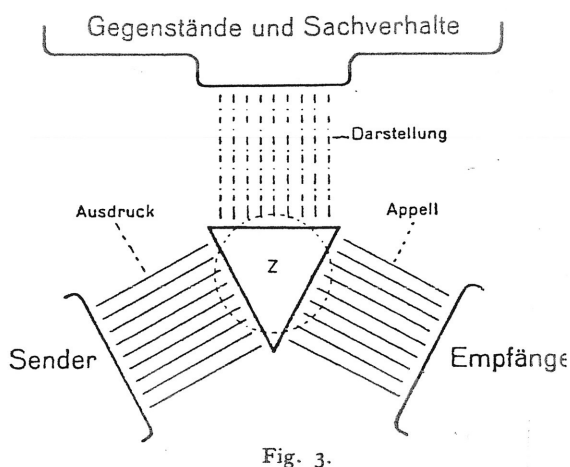 Gegenstände und Sachverhalte
Darstellung
Ausdruck
Appell
Z
Sender
Empfänge
Fig. 3.